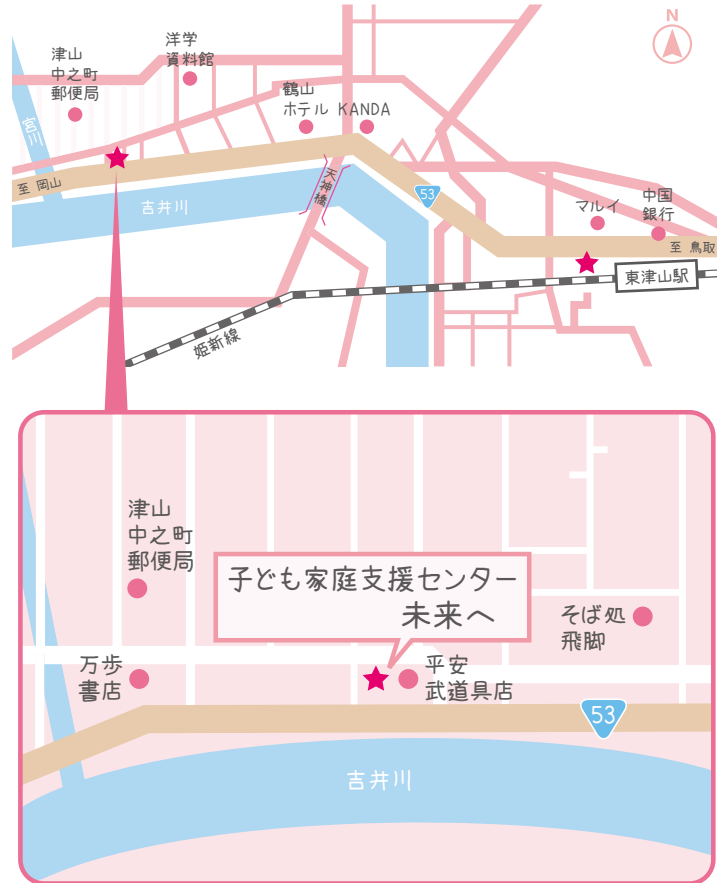 N
津山
中之町
郵便局
洋学
資料館
鶴山
ホテル KANDA
宮川
至 岡山
吉井川
天神橋
53
マルイ
中国
銀行
至 鳥取
東津山駅
姫新線
津山
中之町
郵便局
子ども家庭支援センター
未来へ
そば処
飛脚
万歩
書店
平安
武道具店
53
吉井川